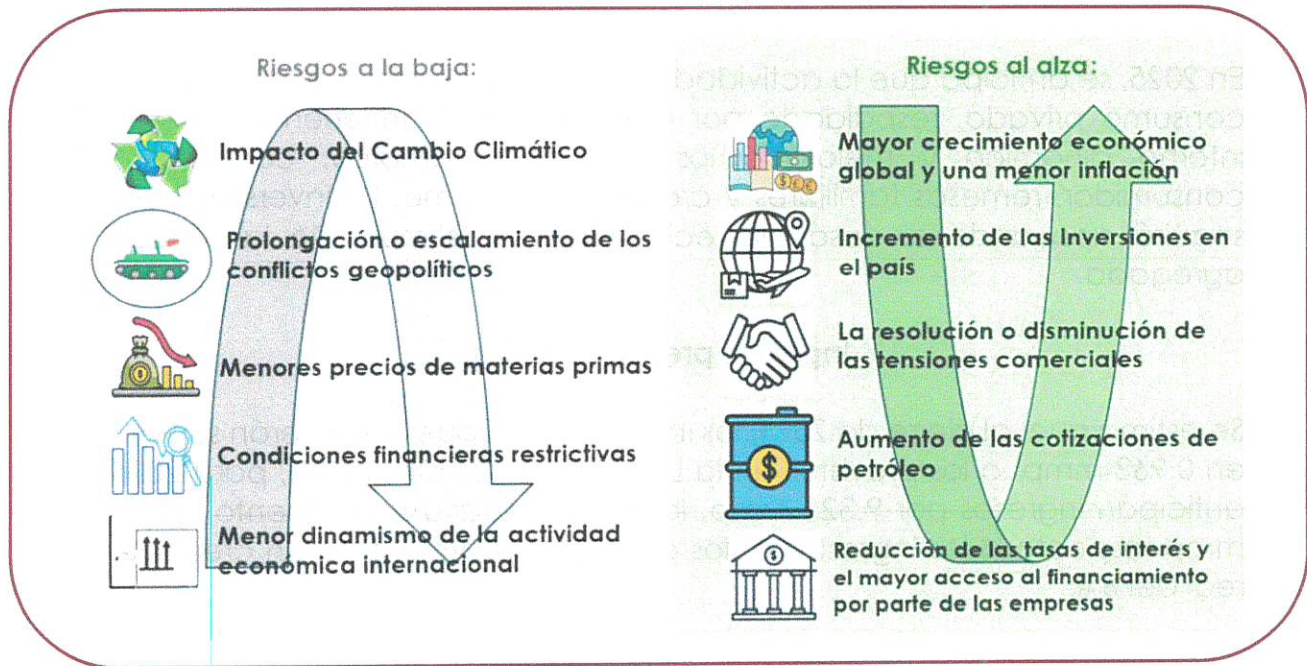 Riesgos a la baja:
Impacto del Cambio Climático
Prolongación o escalamiento de los
conflictos geopolíticos
Menores precios de materias primas
Condiciones financieras restrictivas
Menor dinamismo de la actividad
económica internacional
Riesgos al alza:
Mayor crecimiento económico
global y una menor inflación
Incremento de las Inversiones en
el país
La resolución o disminución de
las tensiones comerciales
Aumento de las cotizaciones de
petróleo
Reducción de las tasas de interés y
el mayor acceso al financiamiento
por parte de las empresas